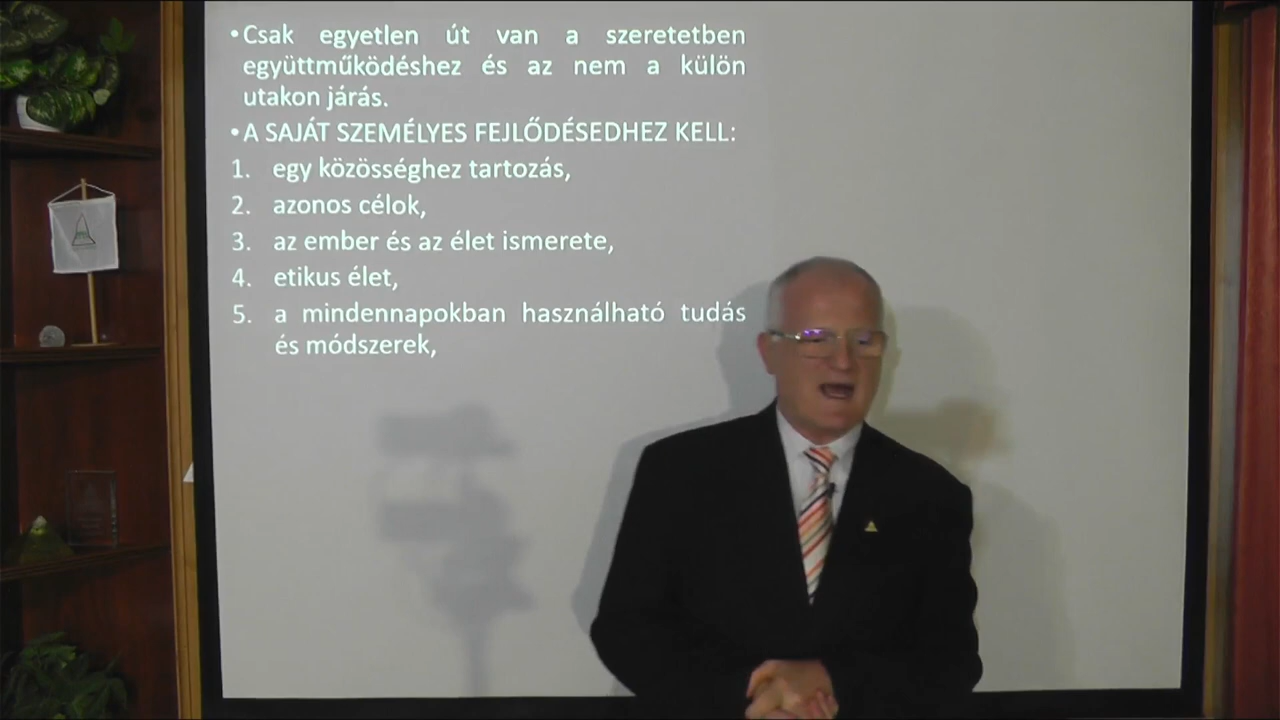 • Csak egyetlen út van a szeretetben
együttműködéshez és az nem a külön
utakon járás.
• A SAJÁT SZEMÉLYES FEJLŐDÉSEDHEZ KELL:
1. egy közösséghez tartozás,
2. azonos célok,
3. az ember és az élet ismerete,
4. etikus élet,
5. a mindennapokban használható tudás
és módszerek,